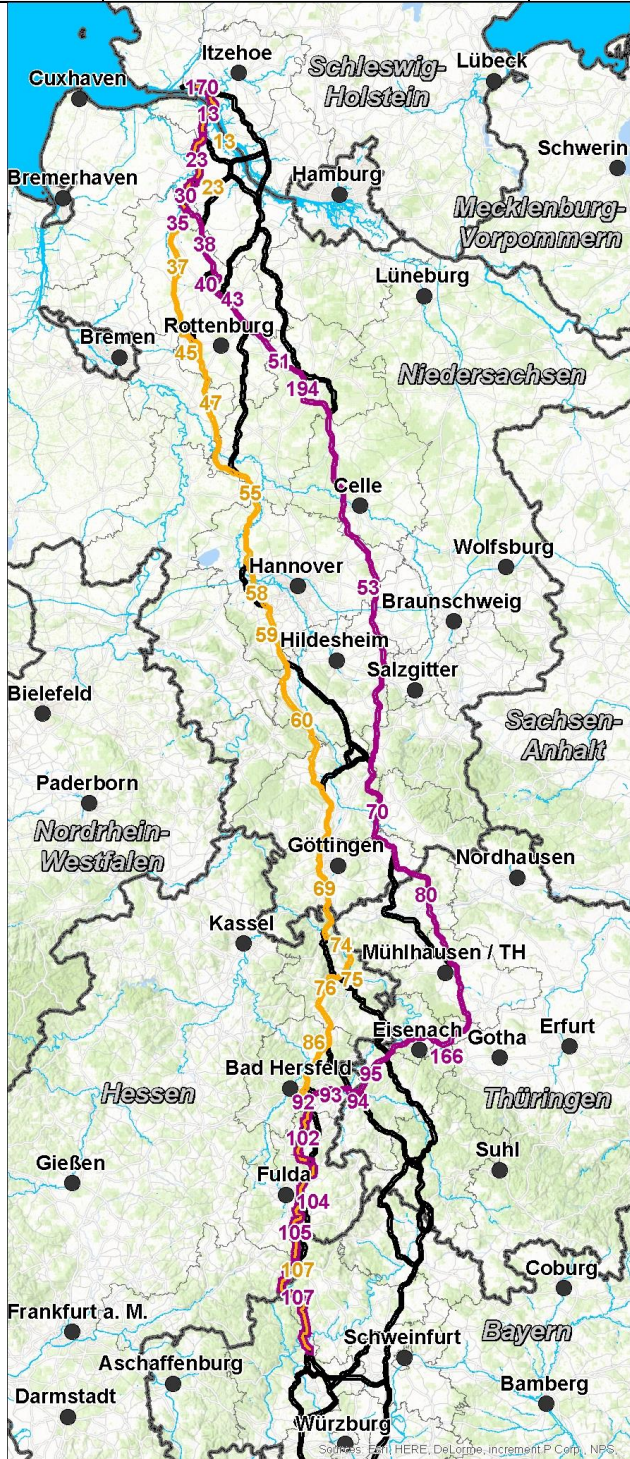 Itzehoe
Schleswig-
Holstein
Lübeck
Cuxhaven
170
13
13
Schwerin
23
23
Hamburg
Bremerhaven
30
35
Mecklenburg-
Vorpommern
38
37
Lüneburg
40
43
Rottenburg
Bremen
45
51
Niedersachsen
194
47
Celle
55
Wolfsburg
Hannover
53
58
Braunschweig
59
Hildesheim
Salzgitter
Bielefeld
60
Sachsen-
Anhalt
Paderborn
70
Nordrhein-
Westfalen
Göttingen
Nordhausen
69
80
Kassel
74
Mühlhausen / TH
75
76
Eisenach
Gotha
Erfurt
86
166
Bad Hersfeld
95
Hessen
92
93
94
Thüringen
102
Suhl
Gießen
Fulda
104
105
107
Coburg
107
Frankfurt a. M.
Bayern
Schweinfurt
Aschaffenburg
Bamberg
Darmstadt
Würzburg
Sources: Esri, HERE, DeLorme, increment P Corp., NPS,